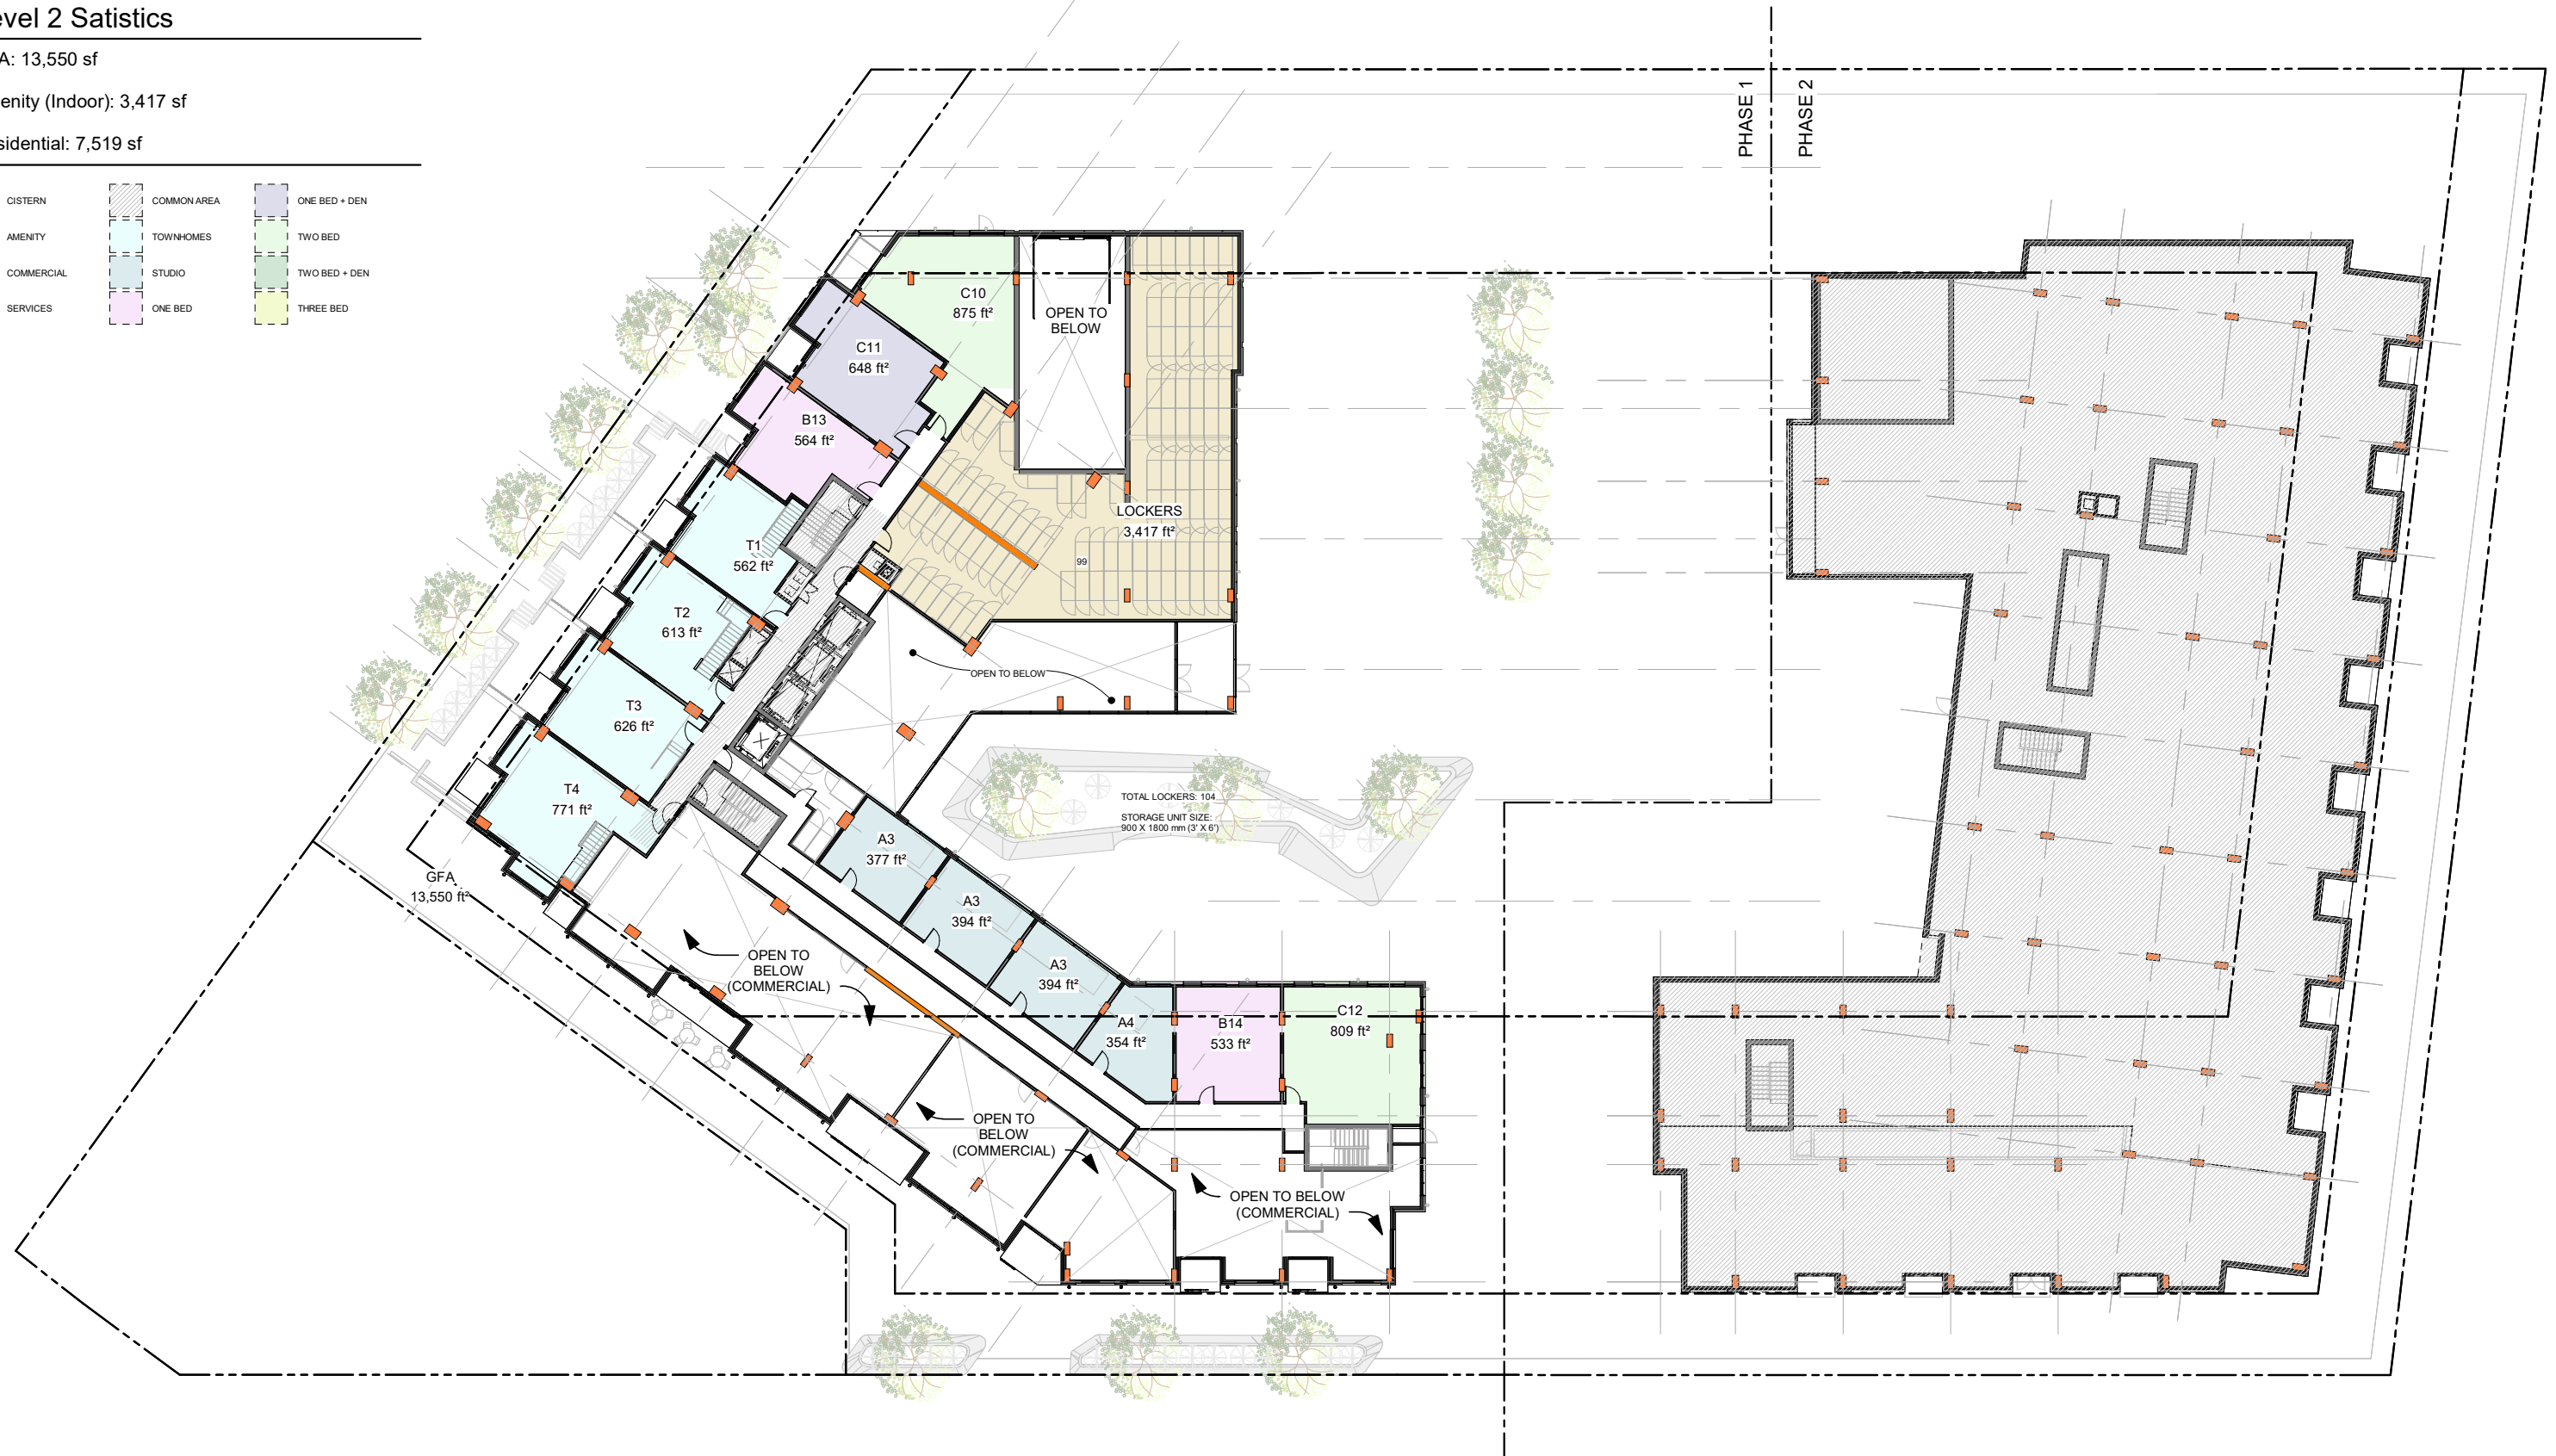 evel 2 Satistics
A: 13,550 sf
enity (Indoor): 3,417 sf
sidential: 7,519 sf
CISTERN
COMMON AREA
ONE BED + DEN
AMENITY
TOWNHOMES
TWO BED
COMMERCIAL
STUDIO
TWO BED + DEN
SERVICES
ONE BED
THREE BED
PHASE 1
PHASE 2
C10
875 ft²
OPEN TO
BELOW
C11
648 ft²
B13
564 ft²
LOCKERS
3,417 ft²
99
T1
562 ft²
T2
613 ft²
OPEN TO BELOW
T3
626 ft²
T4
771 ft²
TOTAL LOCKERS: 104
STORAGE UNIT SIZE:
900 X 1800 mm (3' X 6')
A3
377 ft²
GFA
13,550 ft²
A3
394 ft²
A3
394 ft²
OPEN TO
BELOW
(COMMERCIAL)
A4
354 ft²
B14
533 ft²
C12
809 ft²
OPEN TO
BELOW
(COMMERCIAL)
OPEN TO BELOW
(COMMERCIAL)